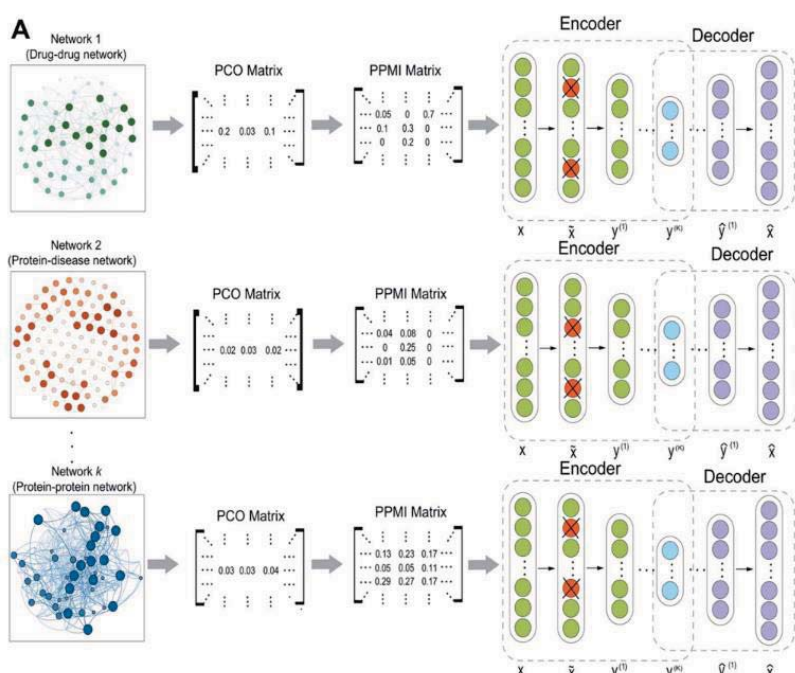 A
Network 1
(Drug-drug network)
PCO Matrix
0.2 0.03 0.1
PPMI Matrix
0.05 0 0.7
0.1 0.3 0
0 0.2 0
Encoder
Decoder
x x̃ y⁽¹⁾ y⁽ᴷ⁾ ŷ⁽¹⁾ x̂
Network 2
(Protein-disease network)
PCO Matrix
0.02 0.03 0.02
PPMI Matrix
0.04 0.08 0
0 0.25 0
0.01 0.05 0
Encoder
Decoder
x x̃ y⁽¹⁾ y⁽ᴷ⁾ ŷ⁽¹⁾ x̂
Network k
(Protein-protein network)
PCO Matrix
0.03 0.03 0.04
PPMI Matrix
0.13 0.23 0.17
0.05 0.05 0.11
0.29 0.27 0.17
Encoder
Decoder
x x̃ y⁽¹⁾ y⁽ᴷ⁾ ŷ⁽¹⁾ x̂